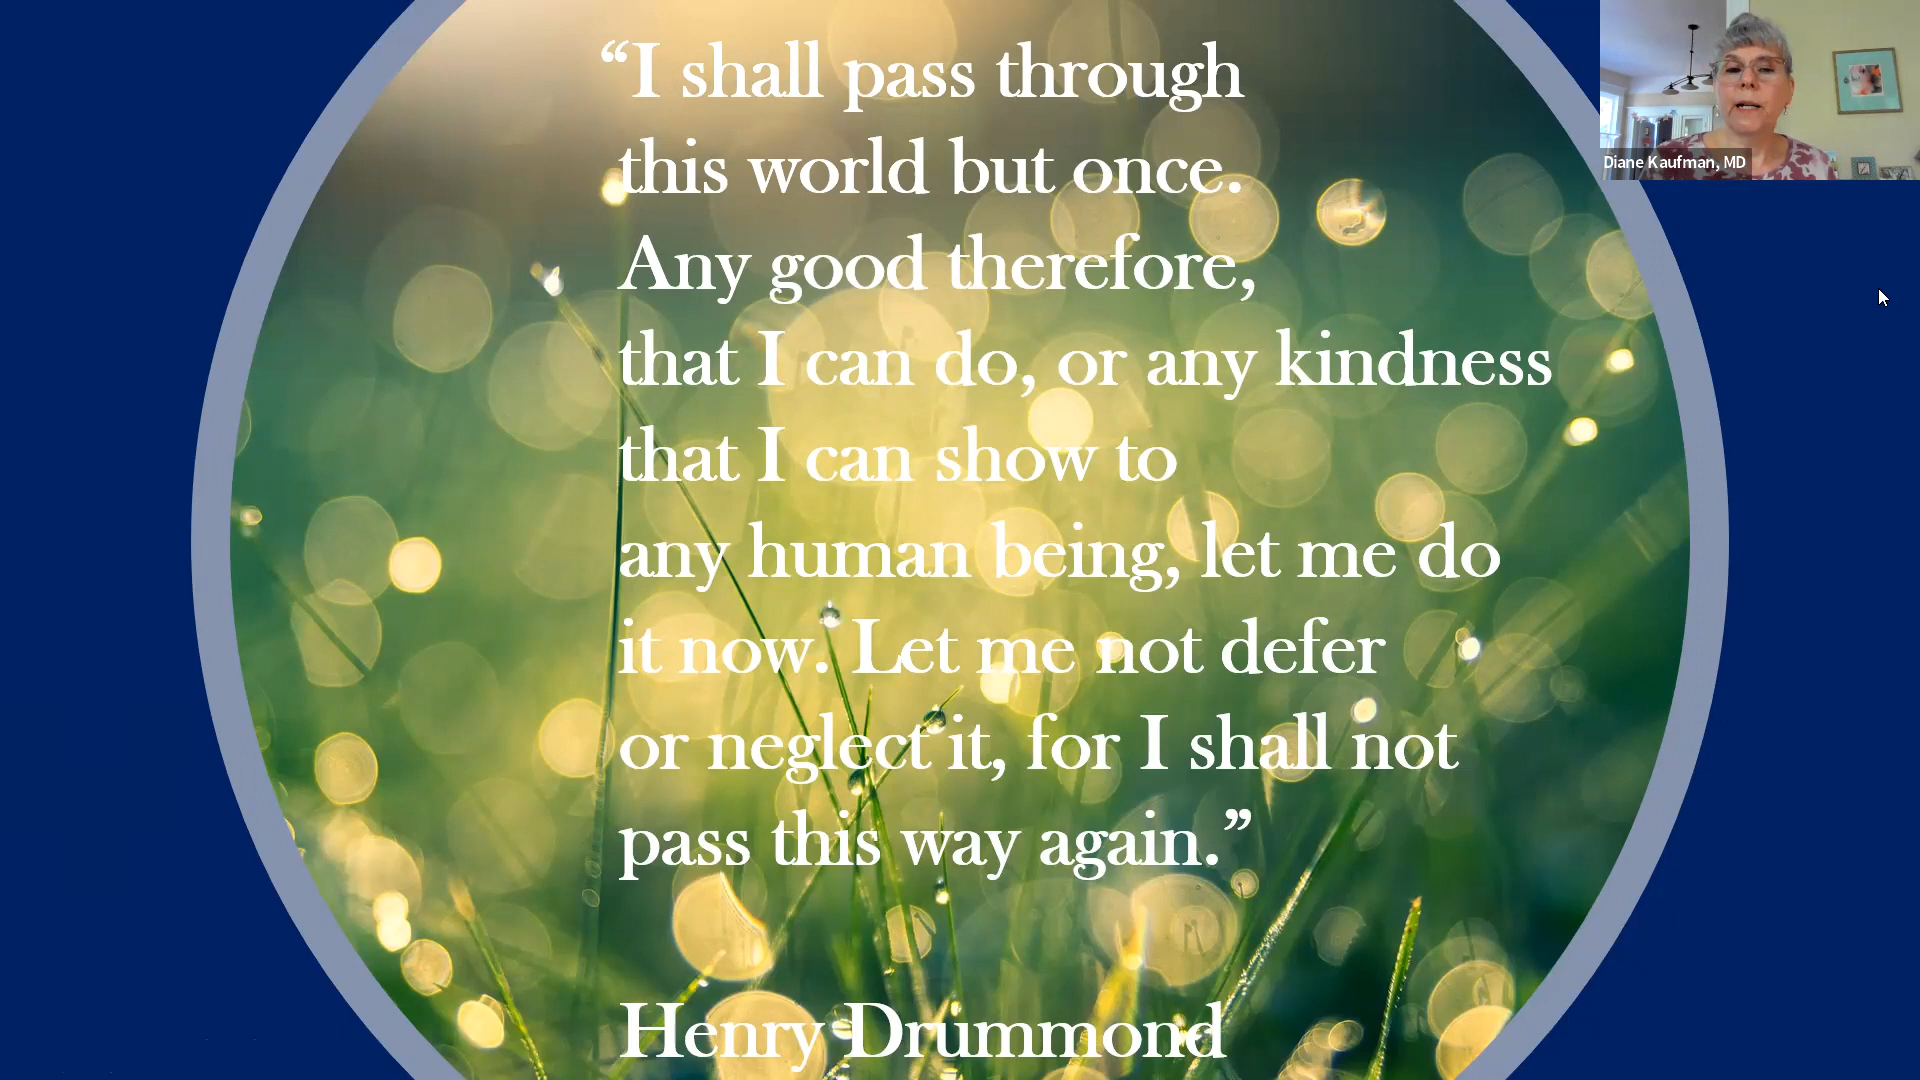 “I shall pass through
this world but once.
Any good therefore,
that I can do, or any kindness
that I can show to
any human being, let me do
it now. Let me not defer
or neglect it, for I shall not
pass this way again.”
Henry Drummond
Diane Kaufman, MD